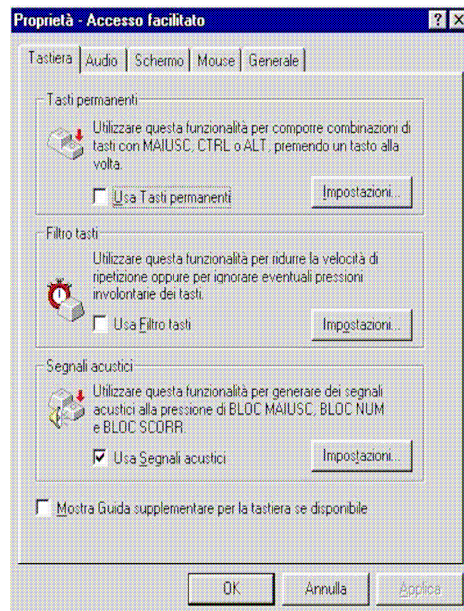 Proprietà - Accesso facilitato
Tastiera Audio Schermo Mouse Generale
Tasti permanenti
Utilizzare questa funzionalità per comporre combinazioni di
tasti con MAIUSC, CTRL o ALT, premendo un tasto alla
volta.
Usa Tasti permanenti
Impostazioni...
Filtro tasti
Utilizzare questa funzionalità per ridurre la velocità di
ripetizione oppure per ignorare eventuali pressioni
involontarie dei tasti.
Usa Filtro tasti
Impostazioni...
Segnali acustici
Utilizzare questa funzionalità per generare dei segnali
acustici alla pressione di BLOC MAIUSC, BLOC NUM
e BLOC SCORR.
Usa Segnali acustici
Impostazioni...
Mostra Guida supplementare per la tastiera se disponibile
OK Annulla Applica